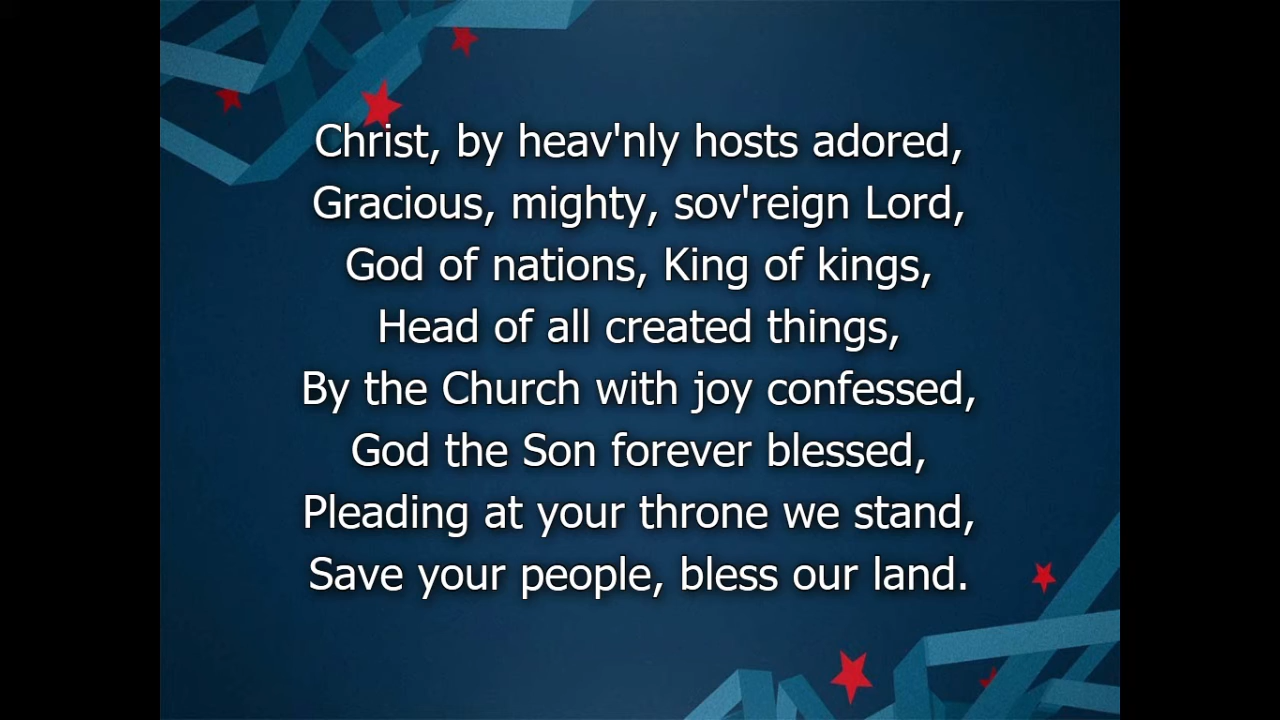 Christ, by heav'nly hosts adored,
Gracious, mighty, sov'reign Lord,
God of nations, King of kings,
Head of all created things,
By the Church with joy confessed,
God the Son forever blessed,
Pleading at your throne we stand,
Save your people, bless our land.